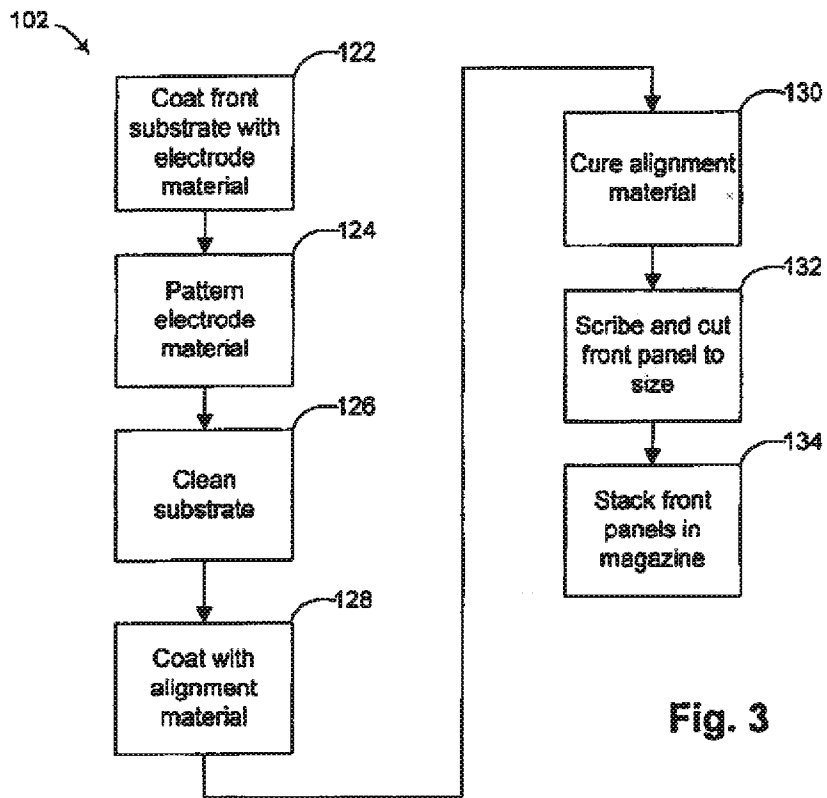 102
122
Coat front
substrate with
electrode
material
124
Pattern
electrode
material
126
Clean
substrate
128
Coat with
alignment
material
130
Cure alignment
material
132
Scribe and cut
front panel to
size
134
Stack front
panels in
magazine
Fig. 3